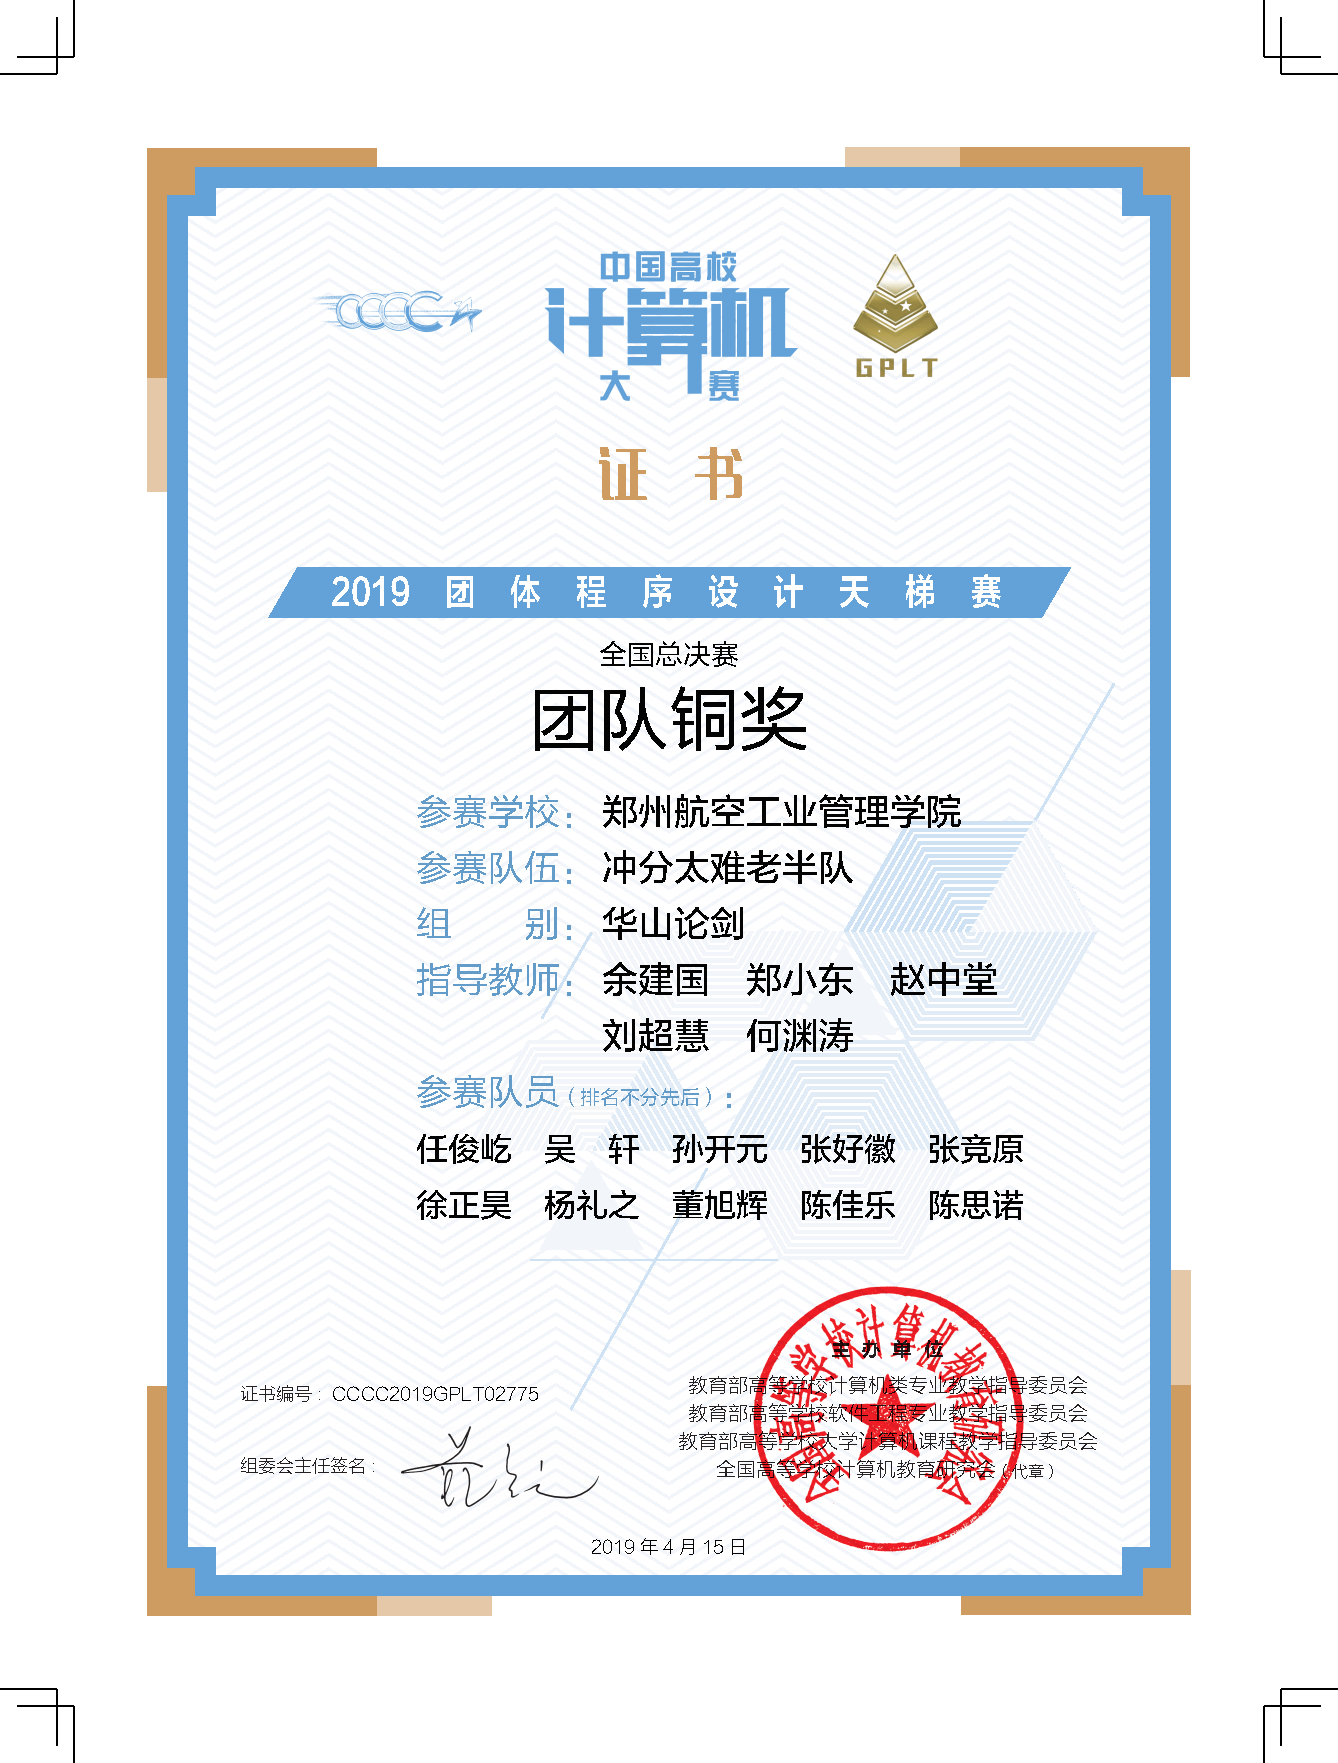 CCCC
中国高校
计算机
大赛
GPLT
证 书
2019 团 体 程 序 设 计 天 梯 赛
全国总决赛
团队铜奖
参赛学校：郑州航空工业管理学院
参赛队伍：冲分太难老半队
组 别：华山论剑
指导教师：余建国 郑小东 赵中堂
刘超慧 何渊涛
参赛队员（排名不分先后）：
任俊屹 吴 轩 孙开元 张好徽 张竞原
徐正昊 杨礼之 董旭辉 陈佳乐 陈思诺
主 办 单 位
教育部高等学校计算机类专业教学指导委员会
教育部高等学校软件工程专业教学指导委员会
教育部高等学校大学计算机课程教学指导委员会
全国高等学校计算机教育研究会（代章）
全国高等学校计算机教育研究会
证书编号：CCCC2019GPLT02775
组委会主任签名：
2019 年 4 月 15 日